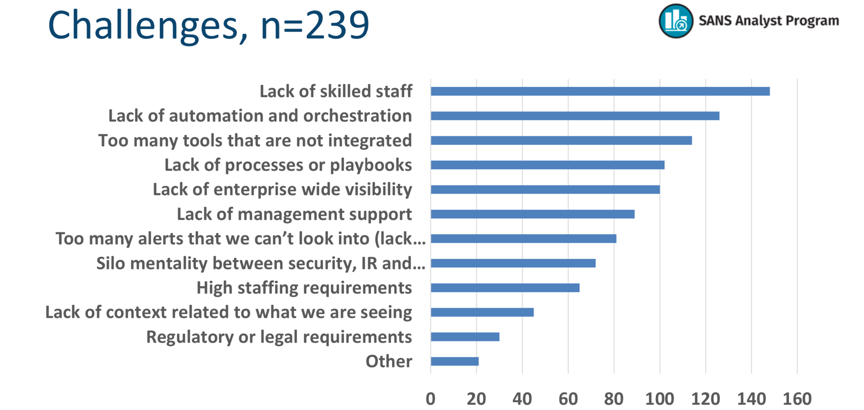 Challenges, n=239
SANS Analyst Program
Lack of skilled staff
Lack of automation and orchestration
Too many tools that are not integrated
Lack of processes or playbooks
Lack of enterprise wide visibility
Lack of management support
Too many alerts that we can’t look into (lack…
Silo mentality between security, IR and…
High staffing requirements
Lack of context related to what we are seeing
Regulatory or legal requirements
Other
0 20 40 60 80 100 120 140 160